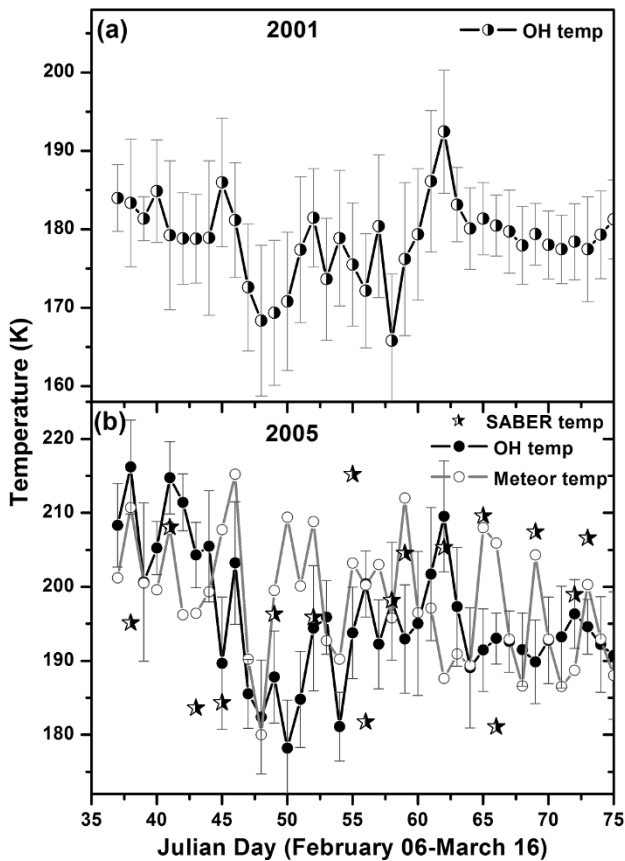 (a)
2001
OH temp
200
190
180
170
160
Temperature (K)
(b)
2005
SABER temp
OH temp
Meteor temp
220
210
200
190
180
35 40 45 50 55 60 65 70 75
Julian Day (February 06-March 16)